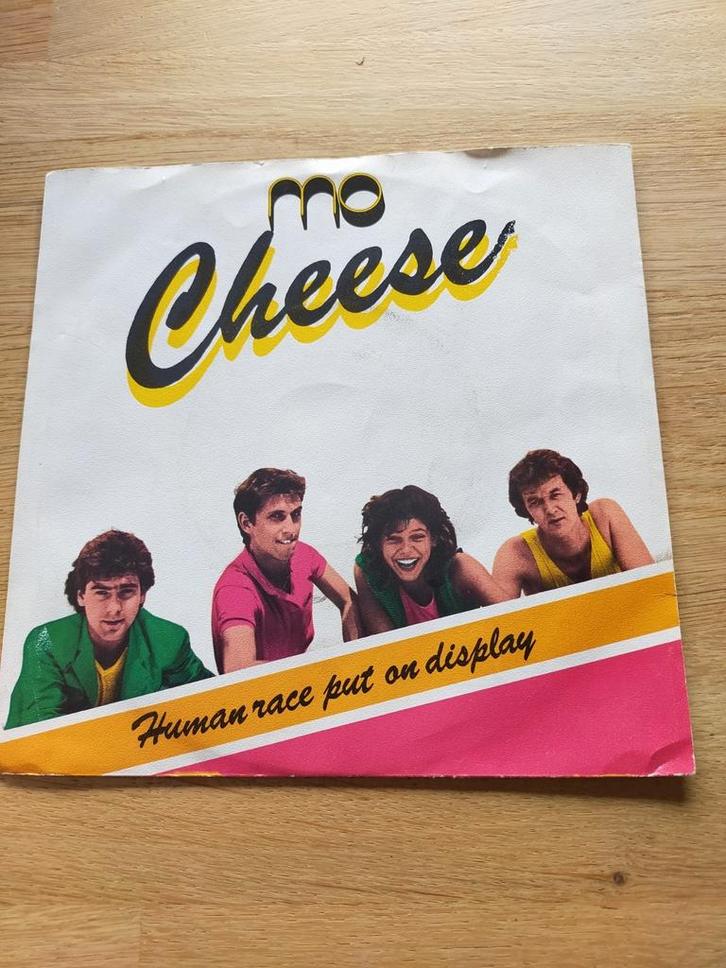 mo
Cheese
Human race put on display